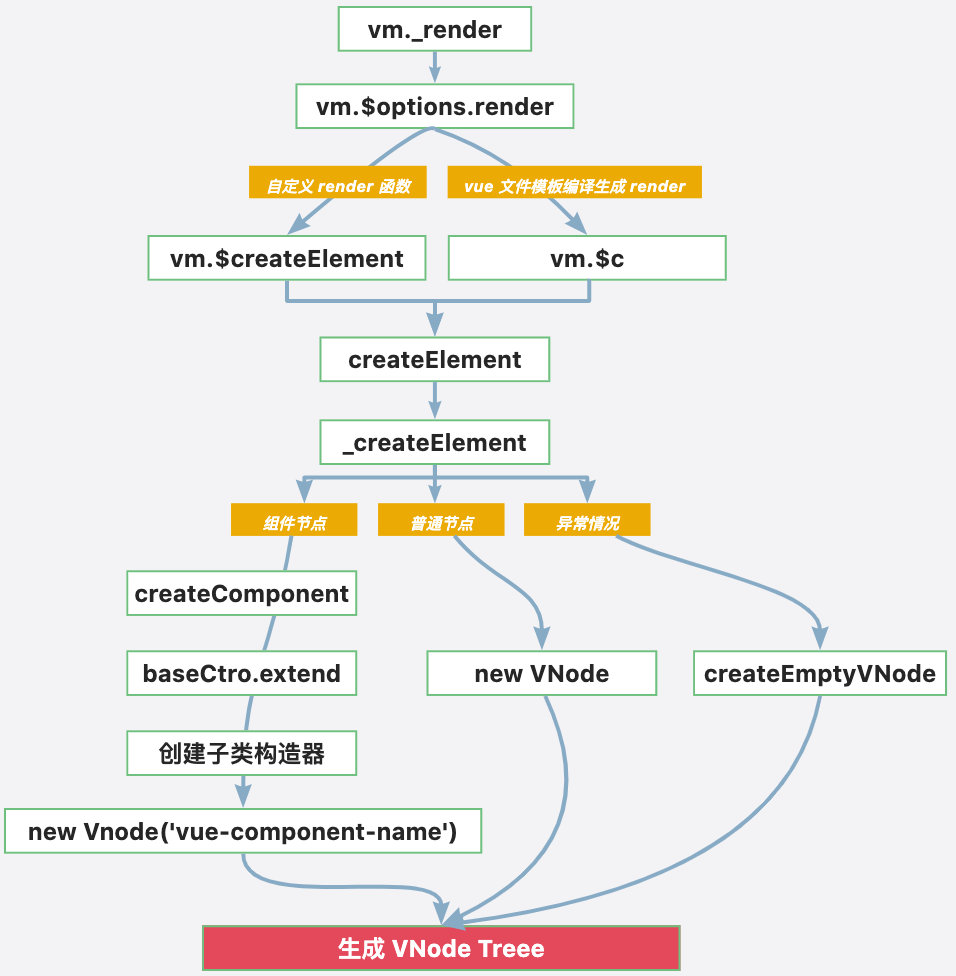 vm._render
vm.$options.render
自定义 render 函数
vue 文件模板编译生成 render
vm.$createElement
vm.$c
createElement
_createElement
组件节点
普通节点
异常情况
createComponent
baseCtro.extend
new VNode
createEmptyVNode
创建子类构造器
new Vnode('vue-component-name')
生成 VNode Treee